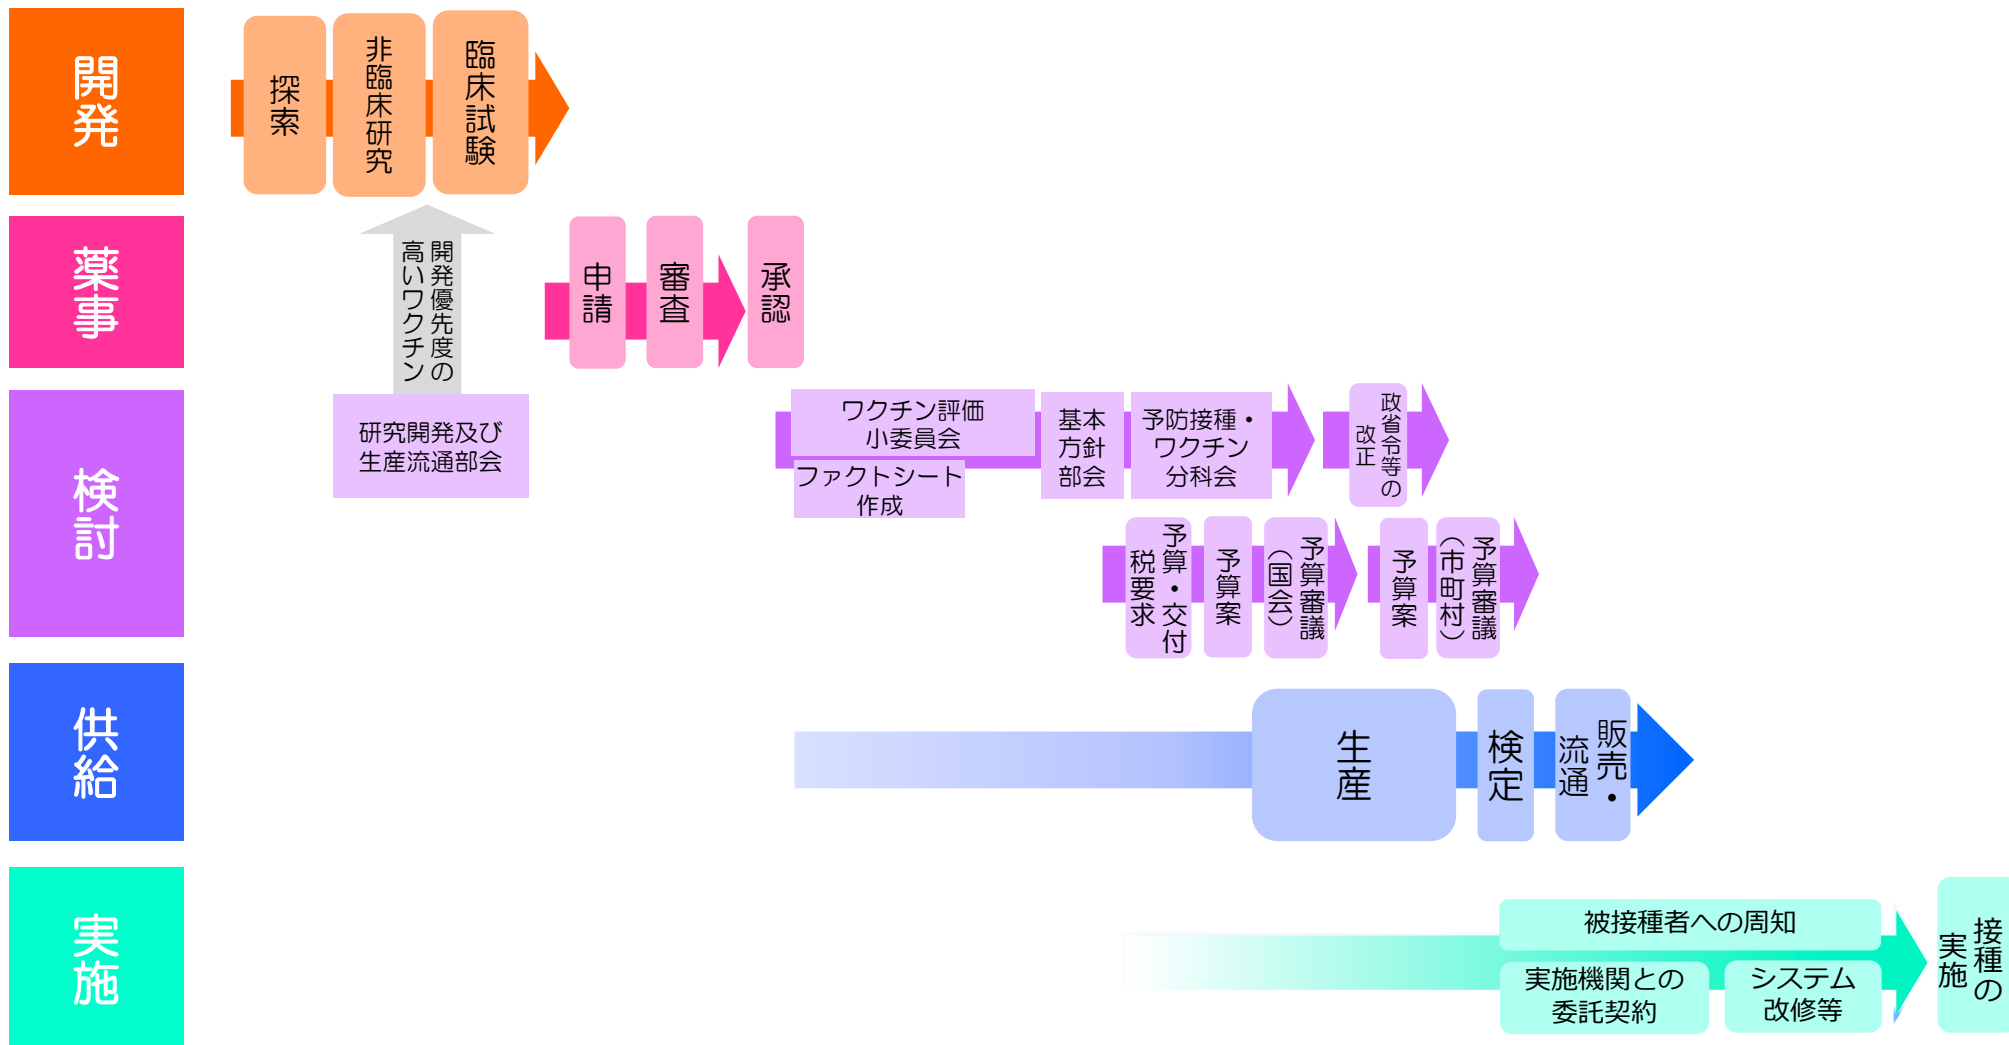 開発
探索
非臨床研究
臨床試験
薬事
開発優先度の
高いワクチン
申請
審査
承認
検討
研究開発及び
生産流通部会
ワクチン評価
小委員会
ファクトシート
作成
基本
方針
部会
予防接種・
ワクチン
分科会
政省令等の
改正
予算・交付
税要求
予算案
予算審議
（国会）
予算案
予算審議
（市町村）
供給
生産
検定
販売・
流通
実施
被接種者への周知
実施機関との
委託契約
システム
改修等
接種の
実施